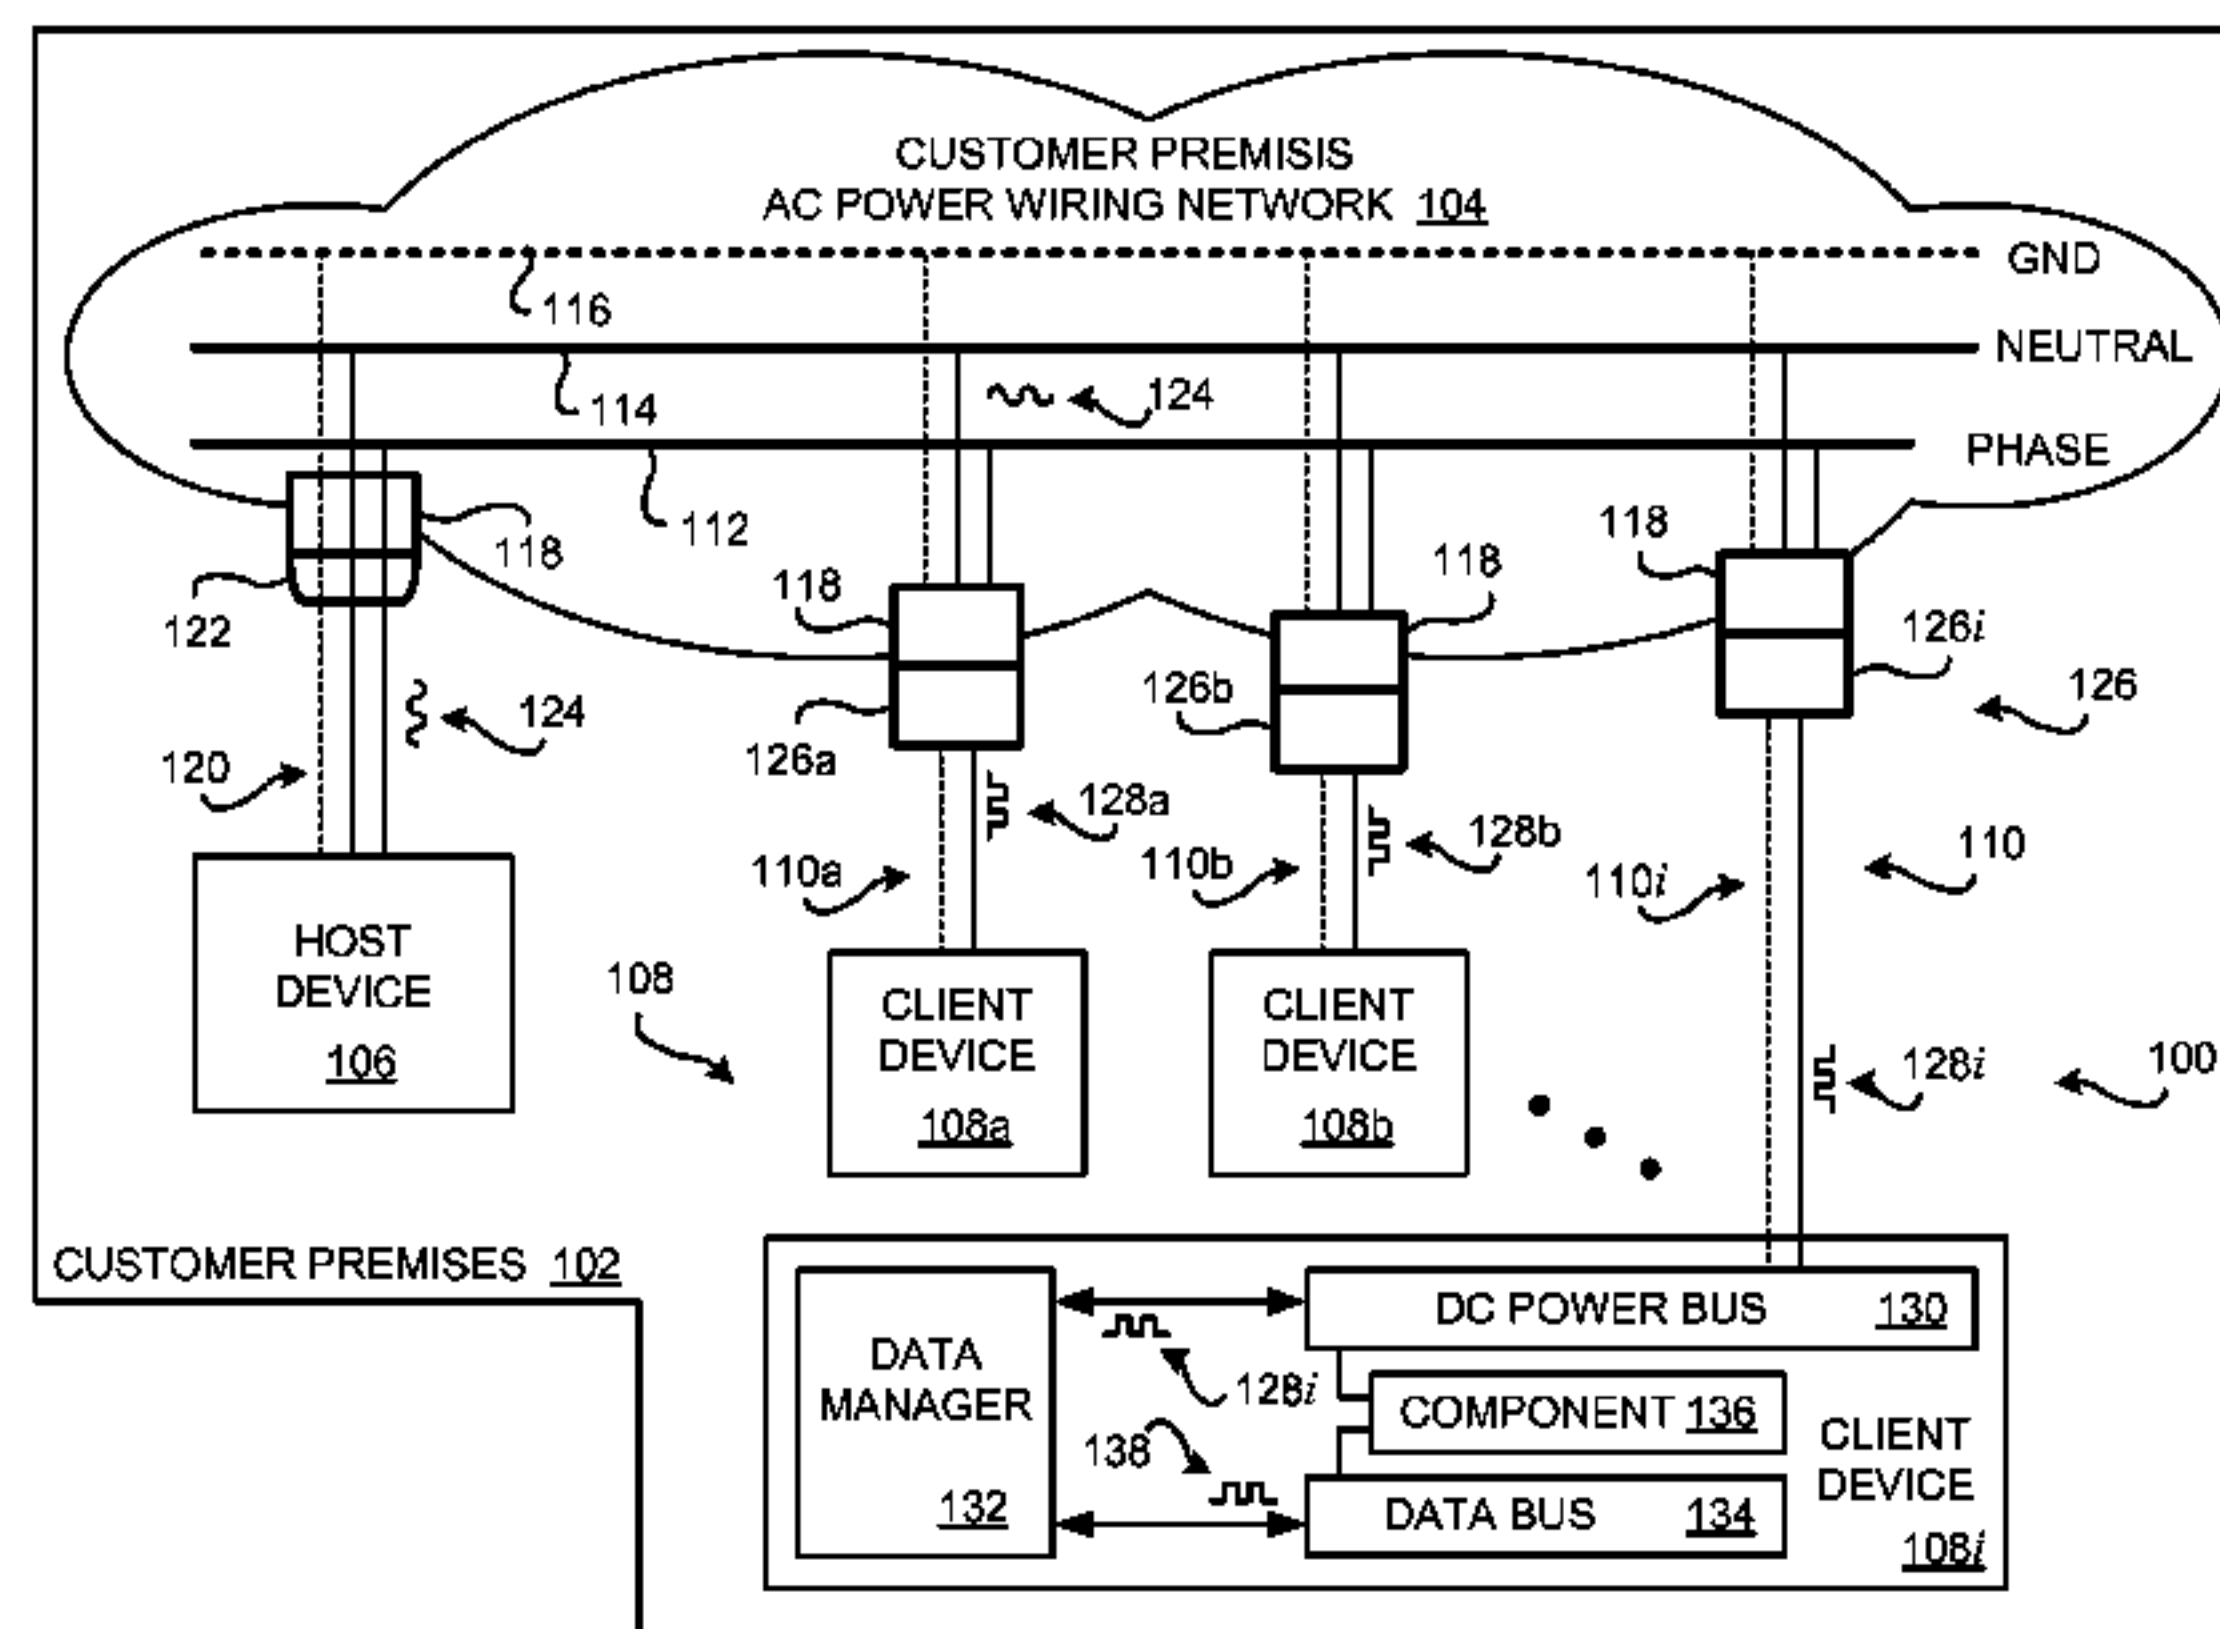 CUSTOMER PREMISIS
AC POWER WIRING NETWORK 104
GND
116
NEUTRAL
114
124
PHASE
112
118
118
118
118
122
126a
126b
126i
126
124
120
128a
128b
110a
110b
110i
110
HOST
DEVICE
106
108
CLIENT
DEVICE
108a
CLIENT
DEVICE
108b
128i
100
CUSTOMER PREMISES 102
DATA
MANAGER
132
DC POWER BUS 130
128i
COMPONENT 136
138
DATA BUS 134
CLIENT
DEVICE
108i